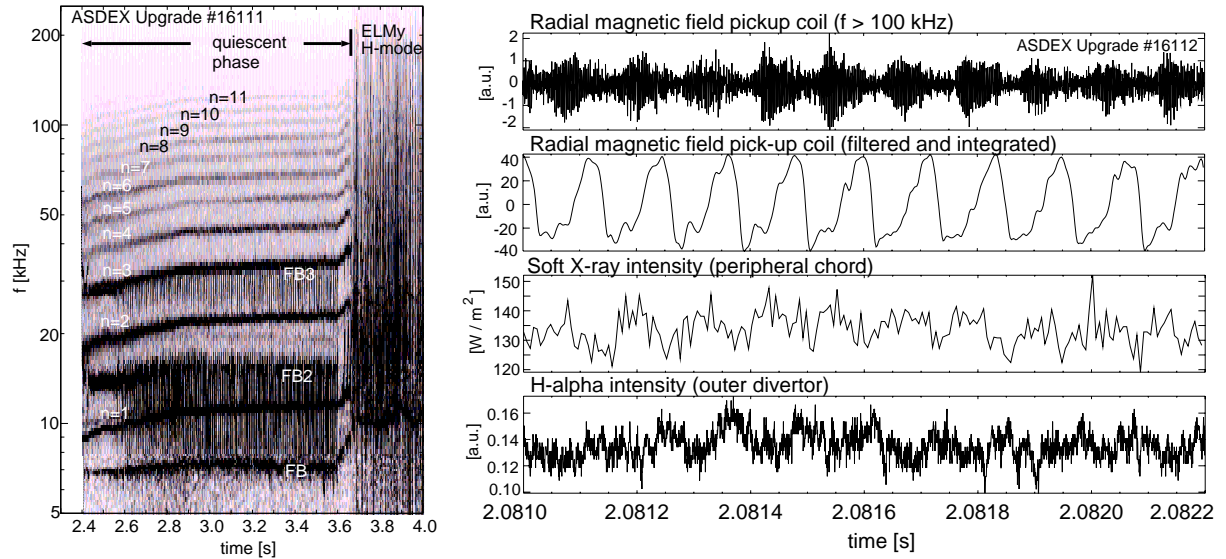 ASDEX Upgrade #16111
200
100
50
20
10
5
f [kHz]
quiescent
phase
ELMy
H-mode
n=11
n=10
n=9
n=8
n=7
n=6
n=5
n=4
n=3
FB3
n=2
FB2
n=1
FB
2.4 2.6 2.8 3.0 3.2 3.4 3.6 3.8 4.0
time [s]
Radial magnetic field pickup coil (f > 100 kHz)
ASDEX Upgrade #16112
2
1
0
-1
-2
[a.u.]
Radial magnetic field pick-up coil (filtered and integrated)
40
20
0
-20
-40
[a.u.]
Soft X-ray intensity (peripheral chord)
150
140
130
120
[W / m²]
H-alpha intensity (outer divertor)
0.16
0.14
0.12
0.10
[a.u.]
2.0810 2.0812 2.0814 2.0816 2.0818 2.0820 2.0822
time [s]